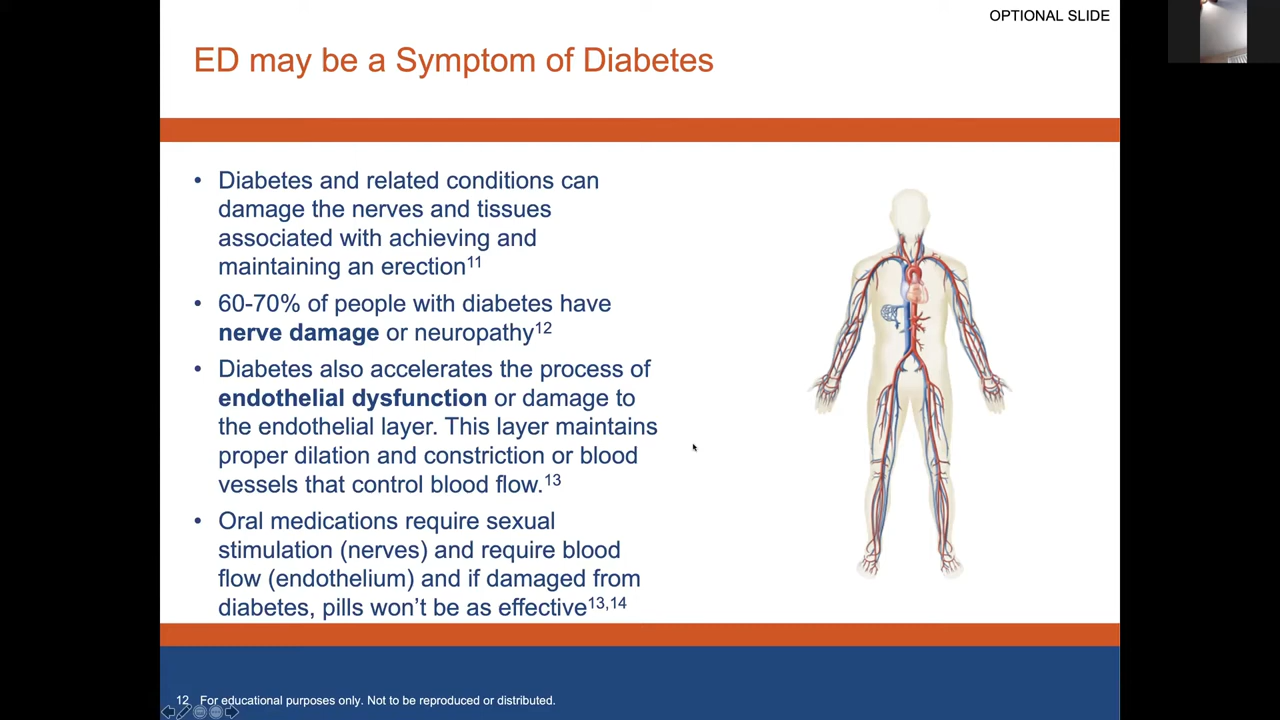 OPTIONAL SLIDE
ED may be a Symptom of Diabetes
• Diabetes and related conditions can
damage the nerves and tissues
associated with achieving and
maintaining an erection11
• 60-70% of people with diabetes have
nerve damage or neuropathy12
• Diabetes also accelerates the process of
endothelial dysfunction or damage to
the endothelial layer. This layer maintains
proper dilation and constriction or blood
vessels that control blood flow.13
• Oral medications require sexual
stimulation (nerves) and require blood
flow (endothelium) and if damaged from
diabetes, pills won’t be as effective13,14
12 For educational purposes only. Not to be reproduced or distributed.